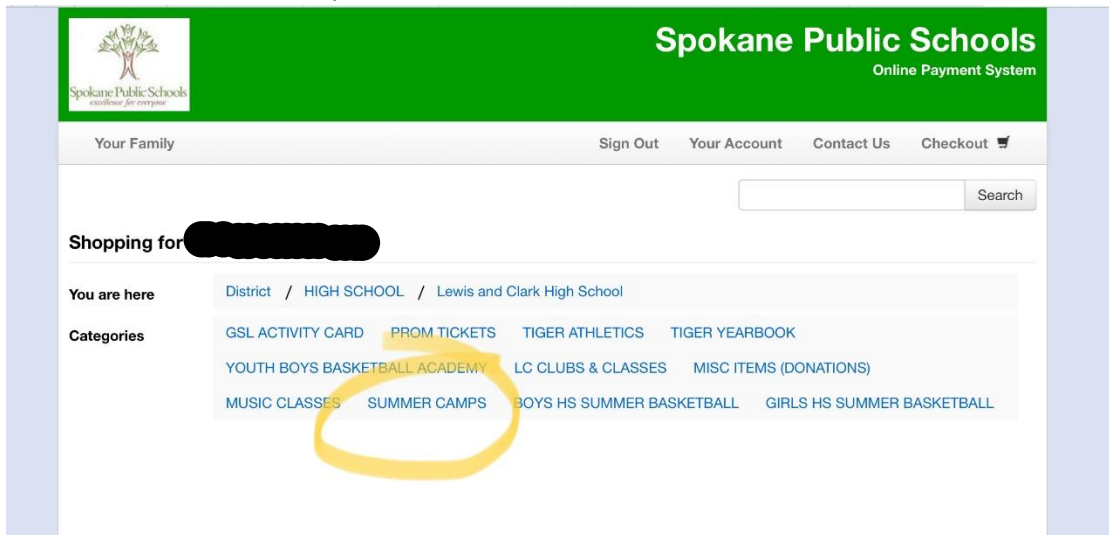 Spokane Public Schools
excellence for everyone
Spokane Public Schools
Online Payment System
Your Family Sign Out Your Account Contact Us Checkout
Search
Shopping for
You are here District / HIGH SCHOOL / Lewis and Clark High School
Categories GSL ACTIVITY CARD PROM TICKETS TIGER ATHLETICS TIGER YEARBOOK
YOUTH BOYS BASKETBALL ACADEMY LC CLUBS & CLASSES MISC ITEMS (DONATIONS)
MUSIC CLASSES SUMMER CAMPS BOYS HS SUMMER BASKETBALL GIRLS HS SUMMER BASKETBALL